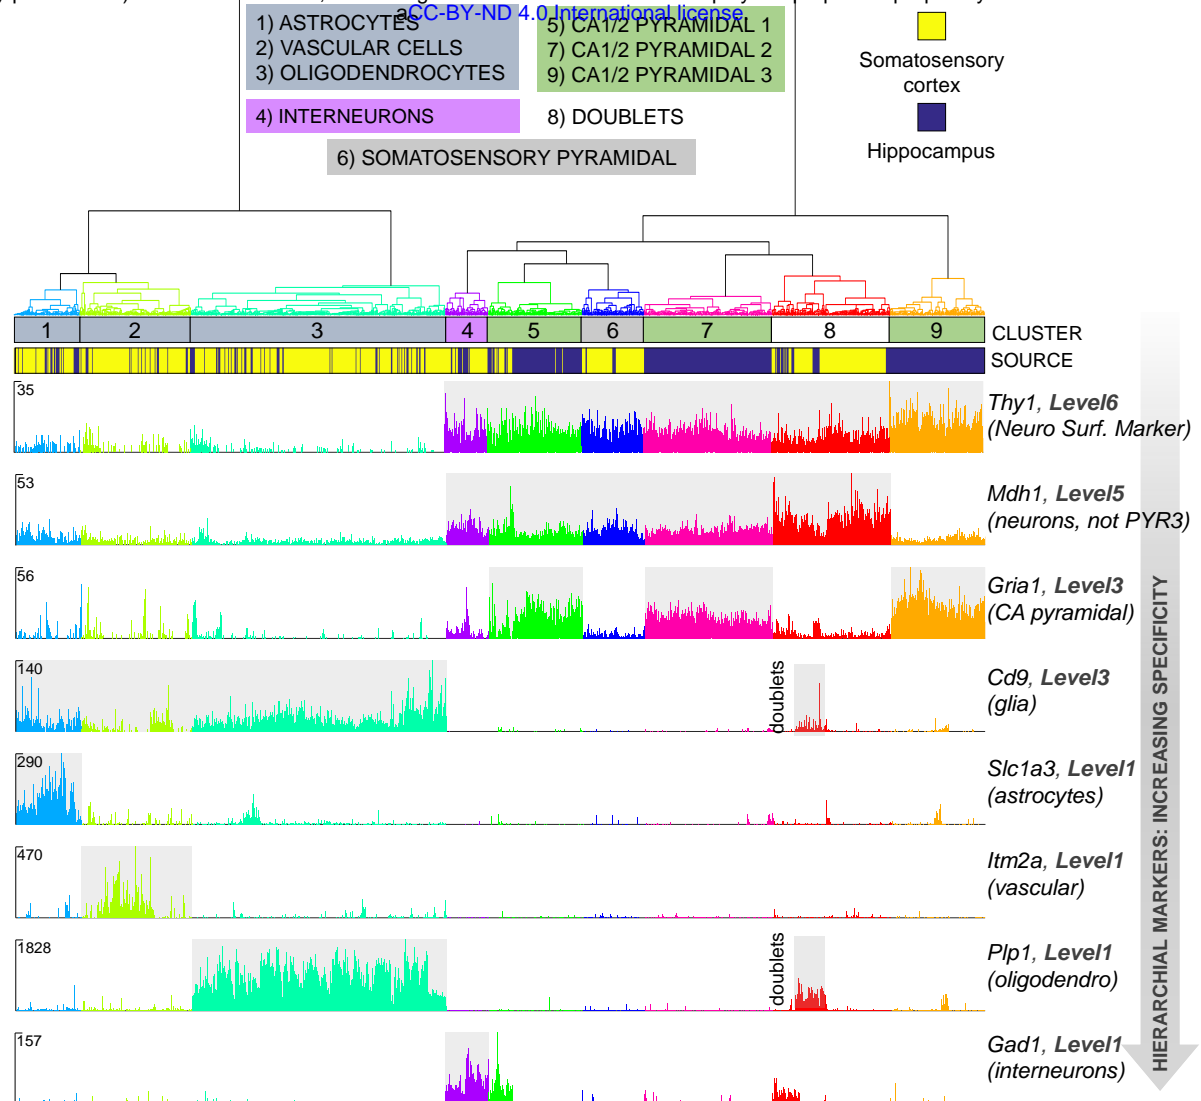 aCC-BY-ND 4.0 International license.
1) ASTROCYTES
2) VASCULAR CELLS
3) OLIGODENDROCYTES
5) CA1/2 PYRAMIDAL 1
7) CA1/2 PYRAMIDAL 2
9) CA1/2 PYRAMIDAL 3
4) INTERNEURONS
8) DOUBLETS
6) SOMATOSENSORY PYRAMIDAL
Somatosensory
cortex
Hippocampus
1 2 3 4 5 6 7 8 9 CLUSTER
SOURCE
35
Thy1, Level6
(Neuro Surf. Marker)
53
Mdh1, Level5
(neurons, not PYR3)
56
Gria1, Level3
(CA pyramidal)
140
doublets
Cd9, Level3
(glia)
290
Slc1a3, Level1
(astrocytes)
470
Itm2a, Level1
(vascular)
1828
doublets
Plp1, Level1
(oligodendro)
157
Gad1, Level1
(interneurons)
HIERARCHIAL MARKERS: INCREASING SPECIFICITY